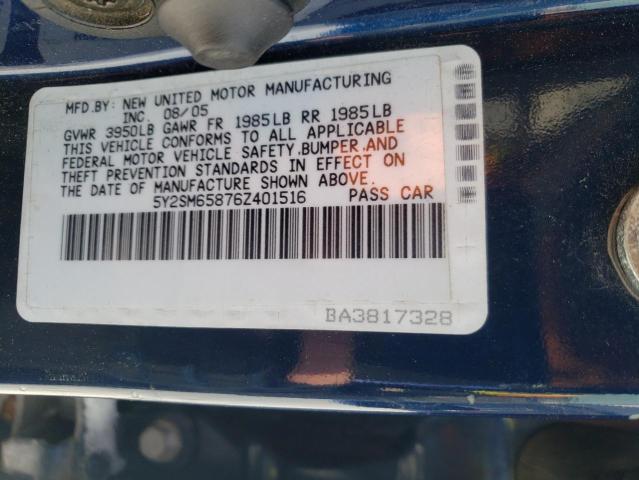 MFD.BY: NEW UNITED MOTOR MANUFACTURING
INC. 08/05
GVWR 3950LB GAWR FR 1985LB RR 1985LB
THIS VEHICLE CONFORMS TO ALL APPLICABLE
FEDERAL MOTOR VEHICLE SAFETY,BUMPER,AND
THEFT PREVENTION STANDARDS IN EFFECT ON
THE DATE OF MANUFACTURE SHOWN ABOVE.
5Y2SM65876Z401516 PASS CAR
BA3817328